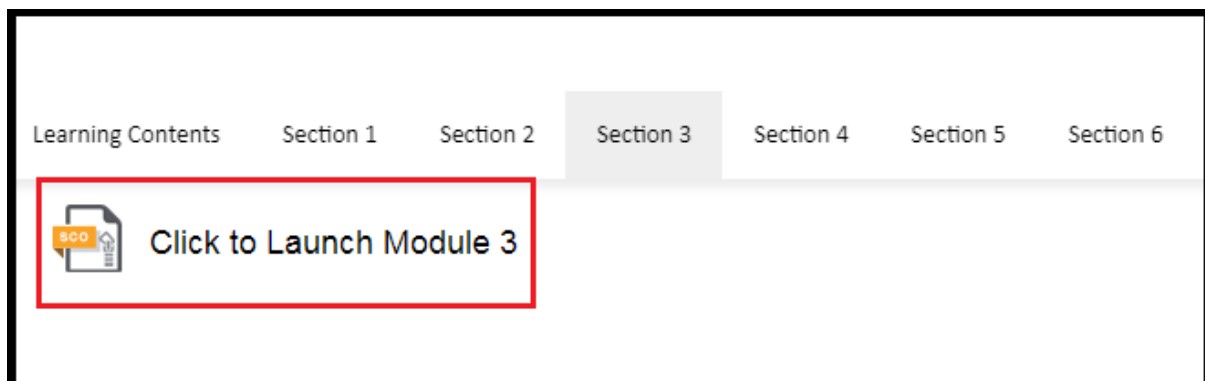 Learning Contents Section 1 Section 2 Section 3 Section 4 Section 5 Section 6
SCO Click to Launch Module 3